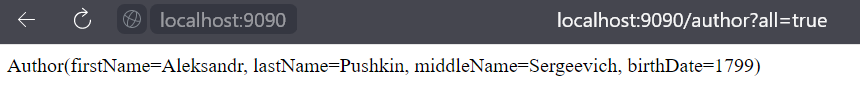 localhost:9090 localhost:9090/author?all=true
Author(firstName=Aleksandr, lastName=Pushkin, middleName=Sergeevich, birthDate=1799)